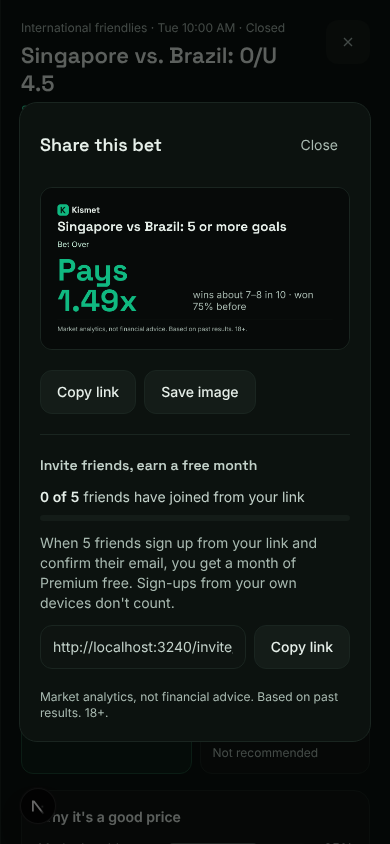 International friendlies · Tue 10:00 AM · Closed
Singapore vs. Brazil: O/U
4.5
×
Share this bet
Close
K Kismet
Singapore vs Brazil: 5 or more goals
Bet Over
Pays
1.49x
wins about 7–8 in 10 · won
75% before
Market analytics, not financial advice. Based on past results. 18+.
Copy link
Save image
Invite friends, earn a free month
0 of 5 friends have joined from your link
When 5 friends sign up from your link and
confirm their email, you get a month of
Premium free. Sign-ups from your own
devices don't count.
http://localhost:3240/invite
Copy link
Market analytics, not financial advice. Based on past
results. 18+.
Not recommended
N
hy it's a good price